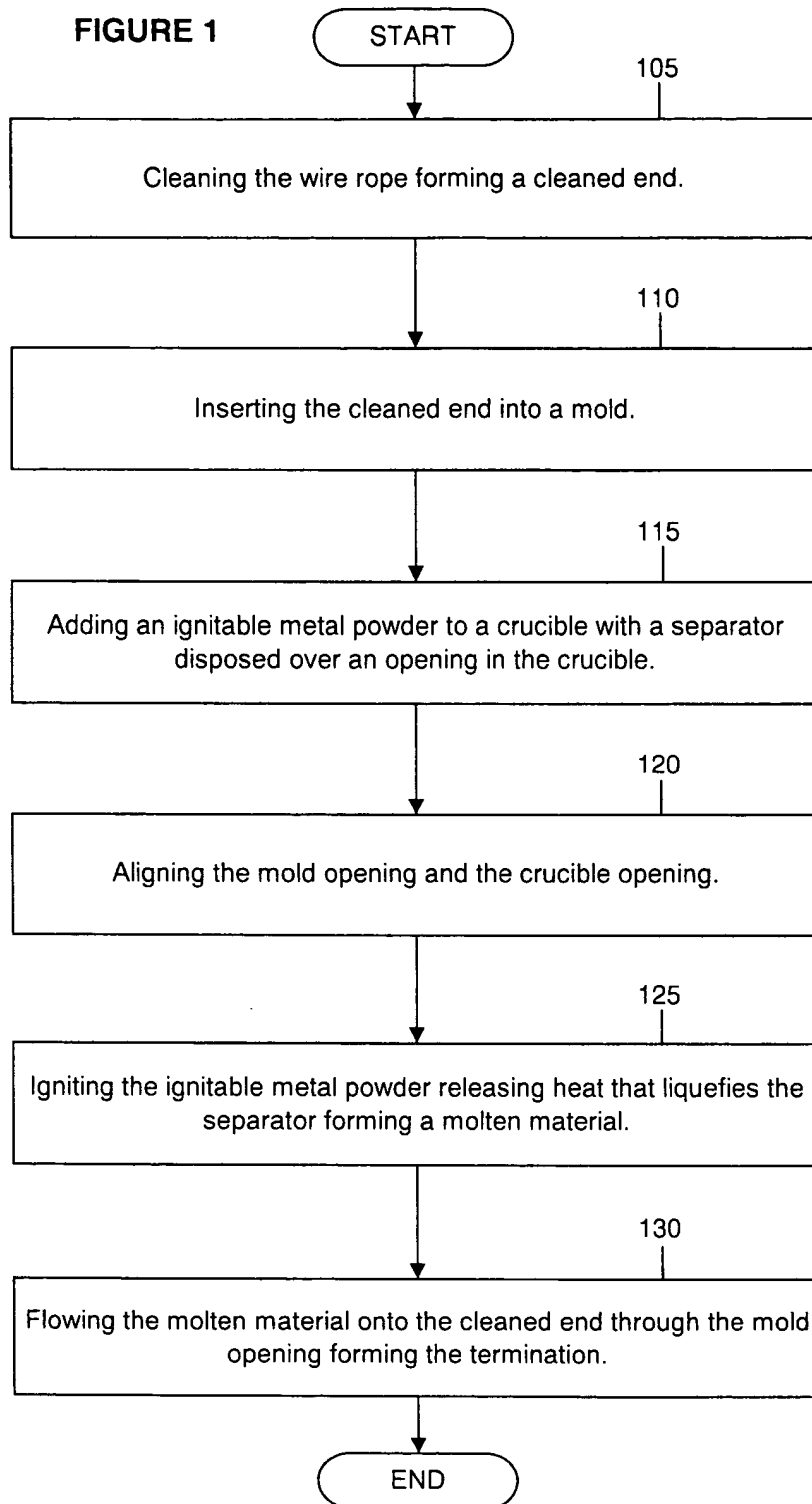 FIGURE 1
START
105
Cleaning the wire rope forming a cleaned end.
110
Inserting the cleaned end into a mold.
115
Adding an ignitable metal powder to a crucible with a separator
disposed over an opening in the crucible.
120
Aligning the mold opening and the crucible opening.
125
Igniting the ignitable metal powder releasing heat that liquefies the
separator forming a molten material.
130
Flowing the molten material onto the cleaned end through the mold
opening forming the termination.
END